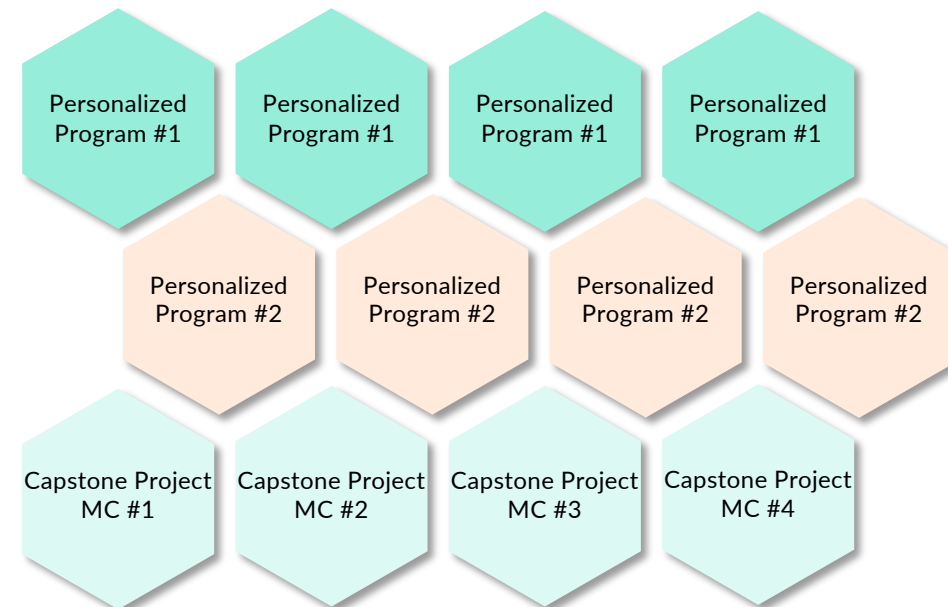 Personalized
Program #1
Personalized
Program #1
Personalized
Program #1
Personalized
Program #1
Personalized
Program #2
Personalized
Program #2
Personalized
Program #2
Personalized
Program #2
Capstone Project
MC #1
Capstone Project
MC #2
Capstone Project
MC #3
Capstone Project
MC #4